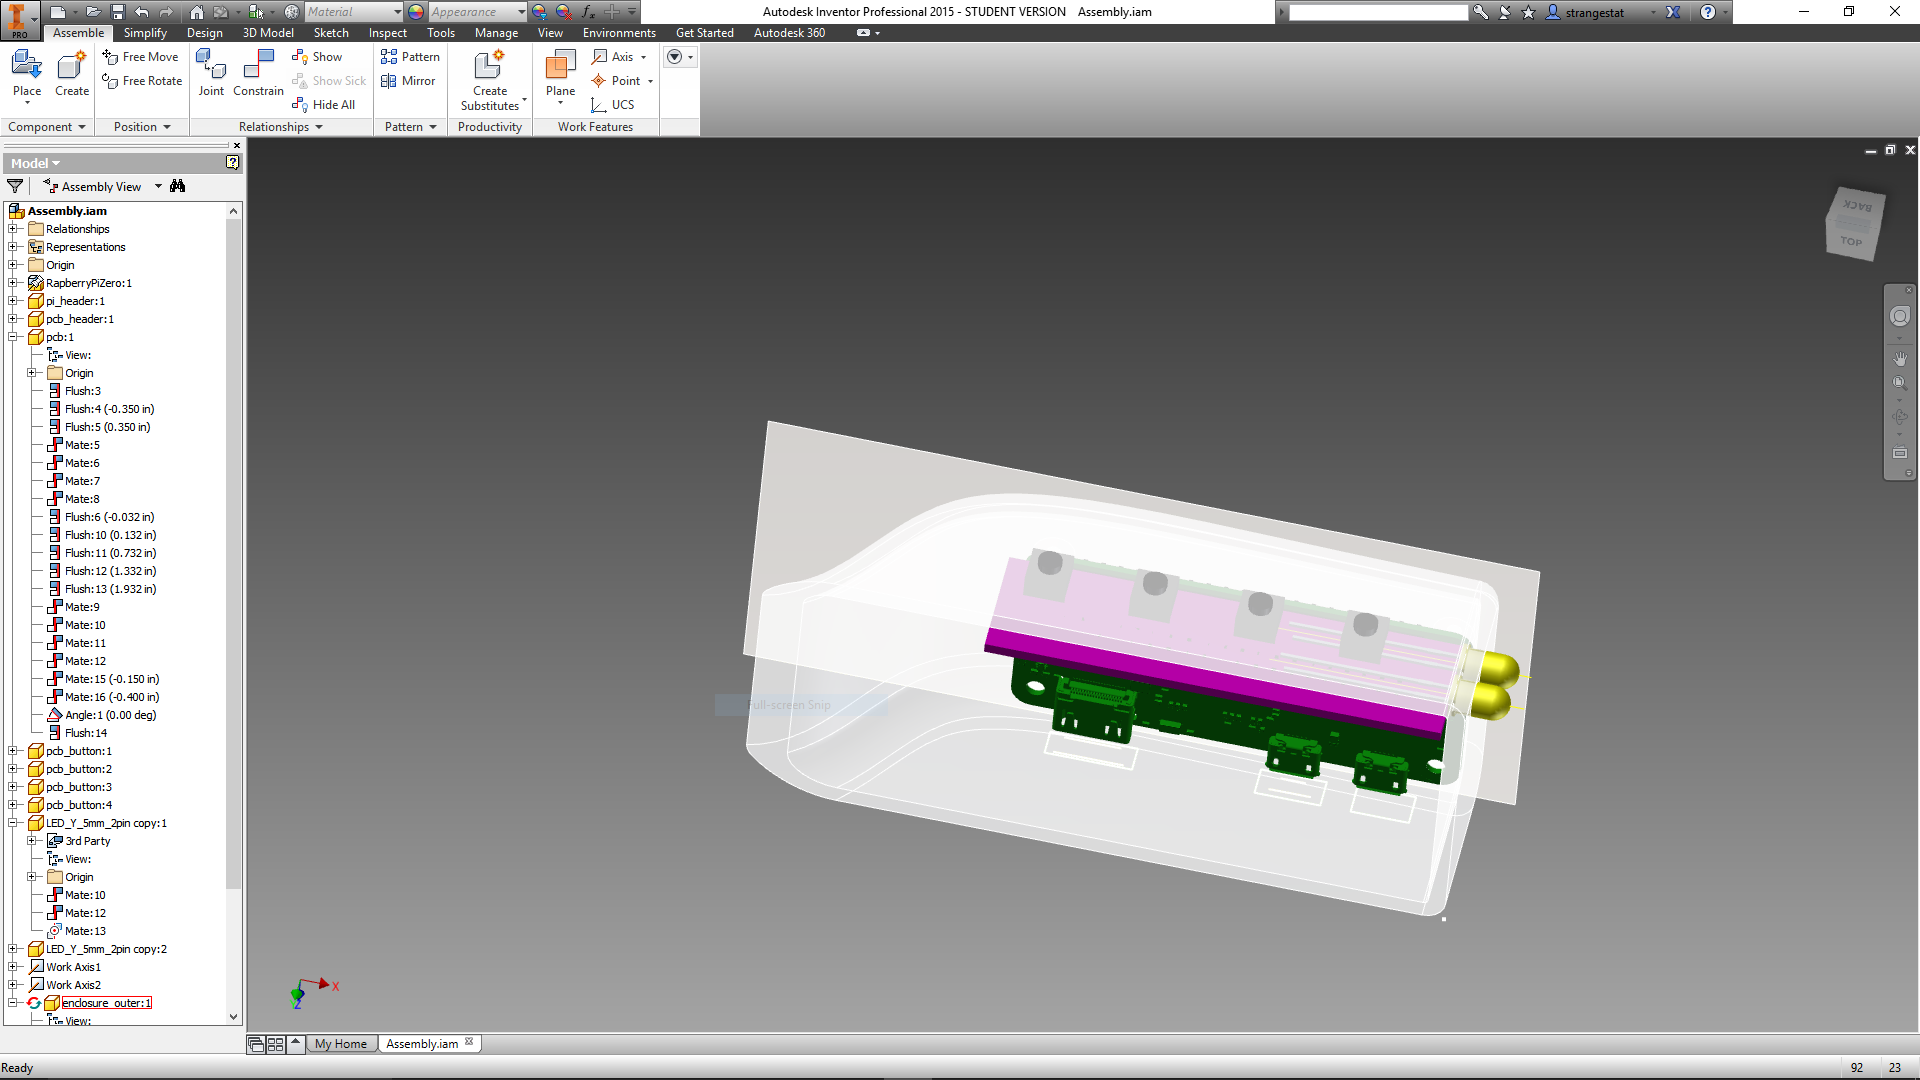 Material
Appearance
Autodesk Inventor Professional 2015 - STUDENT VERSION Assembly.iam
strangestat
PRO
Assemble Simplify Design 3D Model Sketch Inspect Tools Manage View Environments Get Started Autodesk 360
Place
Create
Free Move
Free Rotate
Joint
Constrain
Show
Show Sick
Hide All
Pattern
Mirror
Create
Substitutes
Plane
Axis
Point
UCS
Component Position Relationships Pattern Productivity Work Features
Model
Assembly View
Assembly.iam
Relationships
Representations
Origin
RapberryPiZero:1
pi_header:1
pcb_header:1
pcb:1
View:
Origin
Flush:3
Flush:4 (-0.350 in)
Flush:5 (0.350 in)
Mate:5
Mate:6
Mate:7
Mate:8
Flush:6 (-0.032 in)
Flush:10 (0.132 in)
Flush:11 (0.732 in)
Flush:12 (1.332 in)
Flush:13 (1.932 in)
Mate:9
Mate:10
Mate:11
Mate:12
Mate:15 (-0.150 in)
Mate:16 (-0.400 in)
Angle:1 (0.00 deg)
Flush:14
pcb_button:1
pcb_button:2
pcb_button:3
pcb_button:4
LED_Y_5mm_2pin copy:1
3rd Party
View:
Origin
Mate:10
Mate:12
Mate:13
LED_Y_5mm_2pin copy:2
Work Axis1
Work Axis2
enclosure_outer:1
View:
BACK
TOP
Full-screen Snip
X
Z
My Home
Assembly.iam
Ready
92 23